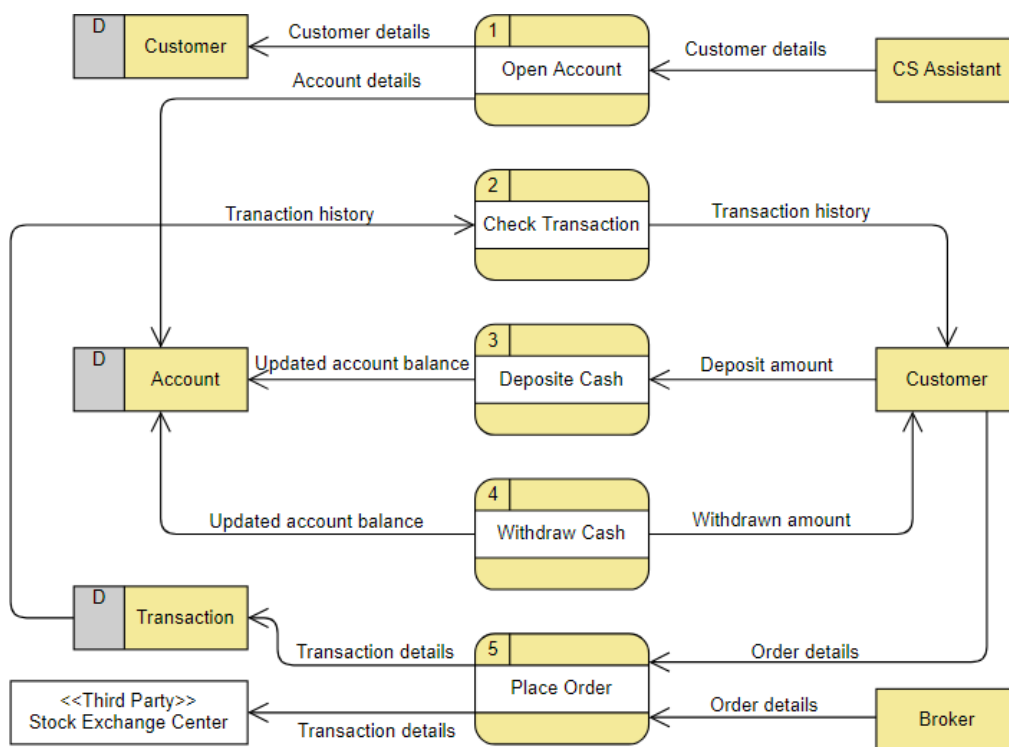 D
Customer
Customer details
1
Open Account
Customer details
CS Assistant
Account details
2
Tranaction history
Check Transaction
Transaction history
D
Account
Updated account balance
3
Deposite Cash
Deposit amount
Customer
4
Updated account balance
Withdraw Cash
Withdrawn amount
D
Transaction
Transaction details
5
Place Order
Order details
<<Third Party>>
Stock Exchange Center
Transaction details
Order details
Broker